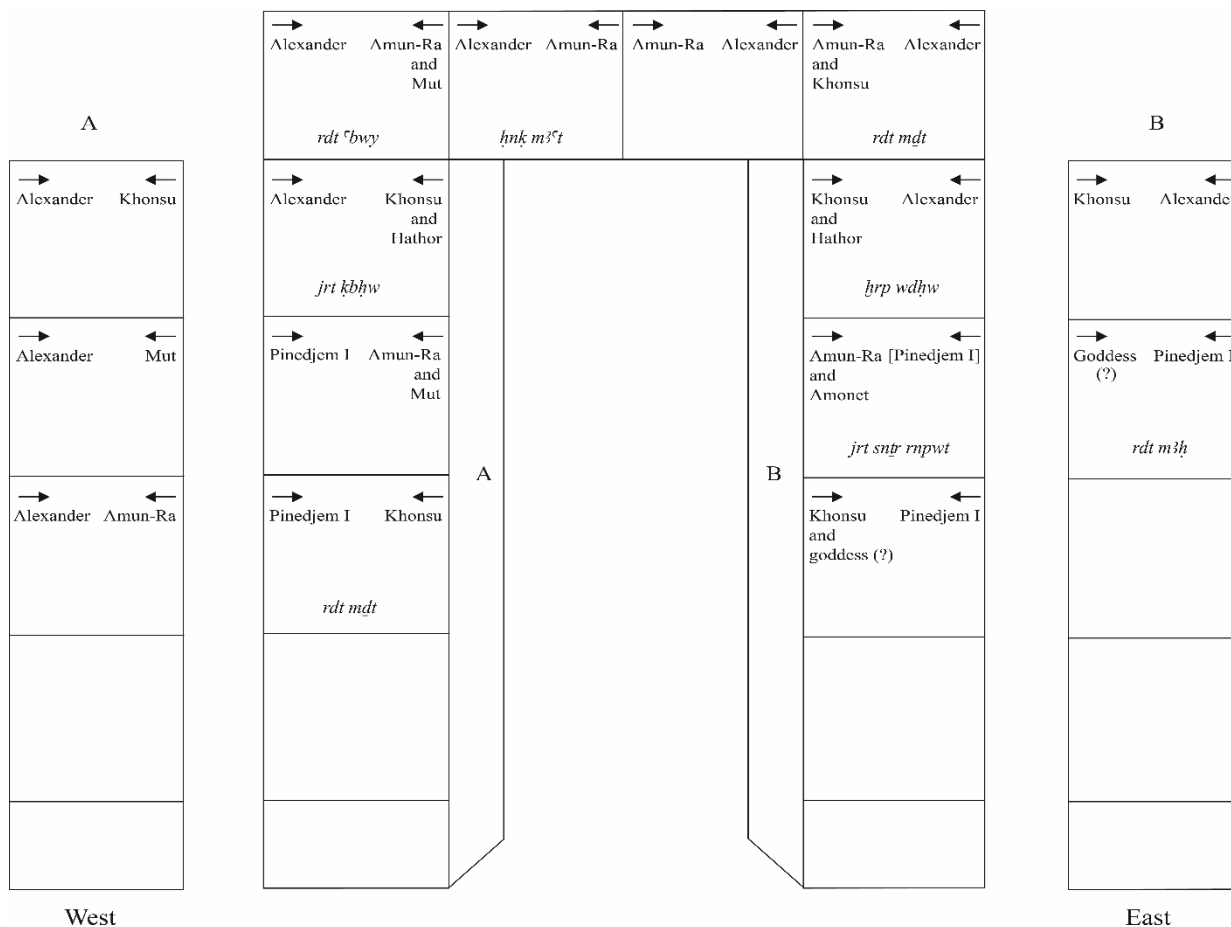 → ← → ← → ← → ←
Alexander Amun-Ra and Mut Alexander Amun-Ra Amun-Ra Alexander Amun-Ra and Khonsu Alexander
rdt ꜥbwy ḥnḳ mꜣꜥt rdt mḏt
A
→ ←
Alexander Khonsu
→ ←
Alexander Mut
→ ←
Alexander Amun-Ra
West
→ ←
Alexander Khonsu
and
Hathor
jrt ḳbḥw
→ ←
Pinedjem I Amun-Ra
and
Mut
→ ←
Pinedjem I Khonsu
rdt mḏt
A
B
→ ←
Khonsu Alexander
and
Hathor
ḫrp wdḥw
→ ←
Amun-Ra [Pinedjem I]
and
Amonet
jrt snṯr rnpwt
→ ←
Khonsu Pinedjem I
and
goddess (?)
B
→ ←
Khonsu Alexander
→ ←
Goddess Pinedjem I
(?)
rdt mꜣḥ
East